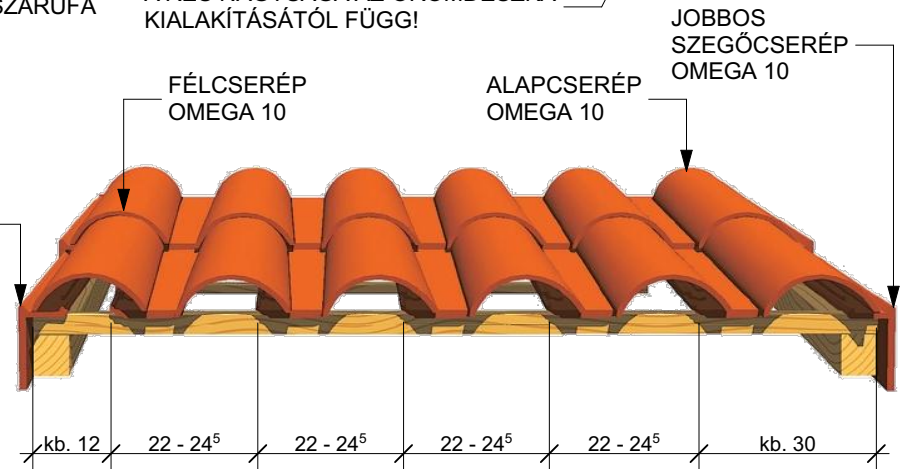 SZARUFA
KIALAKÍTÁSÁTÓL FÜGG!
JOBBOS
SZEGŐCSERÉP
OMEGA 10
FÉLCSERÉP
OMEGA 10
ALAPCSERÉP
OMEGA 10
kb. 12
22 - 24⁵
22 - 24⁵
22 - 24⁵
22 - 24⁵
kb. 30